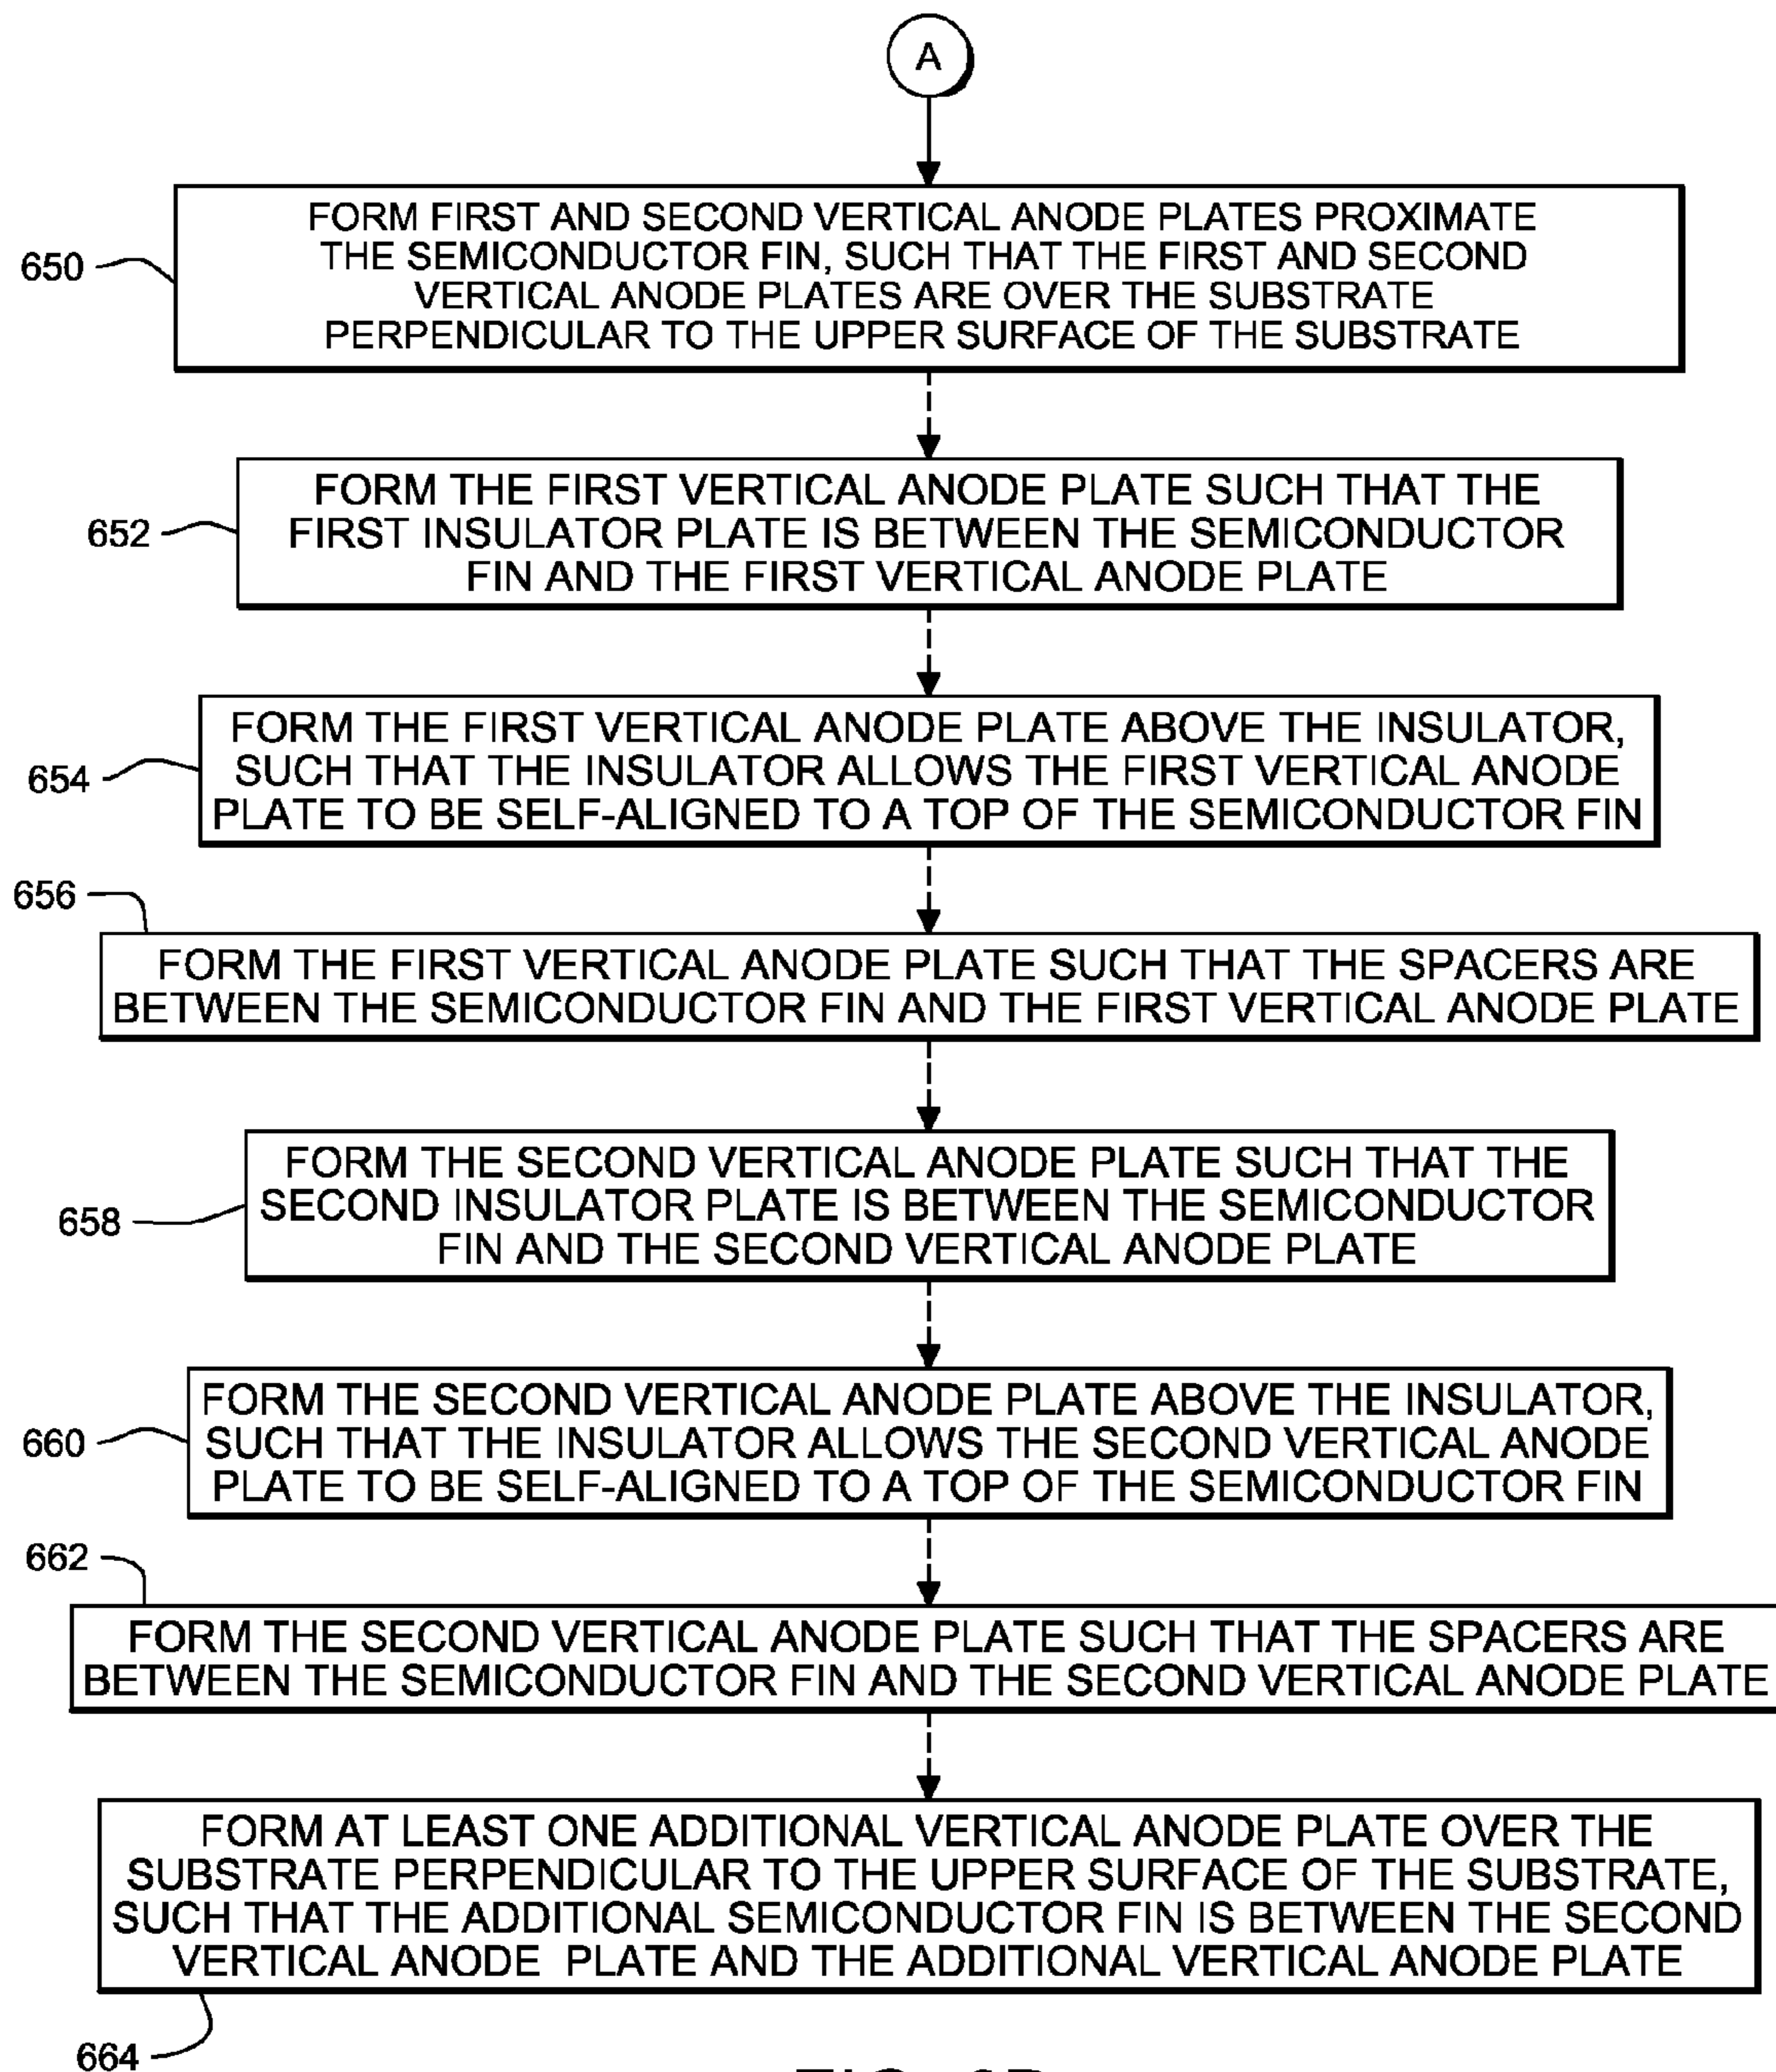 A
650
FORM FIRST AND SECOND VERTICAL ANODE PLATES PROXIMATE
THE SEMICONDUCTOR FIN, SUCH THAT THE FIRST AND SECOND
VERTICAL ANODE PLATES ARE OVER THE SUBSTRATE
PERPENDICULAR TO THE UPPER SURFACE OF THE SUBSTRATE
652
FORM THE FIRST VERTICAL ANODE PLATE SUCH THAT THE
FIRST INSULATOR PLATE IS BETWEEN THE SEMICONDUCTOR
FIN AND THE FIRST VERTICAL ANODE PLATE
654
FORM THE FIRST VERTICAL ANODE PLATE ABOVE THE INSULATOR,
SUCH THAT THE INSULATOR ALLOWS THE FIRST VERTICAL ANODE
PLATE TO BE SELF-ALIGNED TO A TOP OF THE SEMICONDUCTOR FIN
656
FORM THE FIRST VERTICAL ANODE PLATE SUCH THAT THE SPACERS ARE
BETWEEN THE SEMICONDUCTOR FIN AND THE FIRST VERTICAL ANODE PLATE
658
FORM THE SECOND VERTICAL ANODE PLATE SUCH THAT THE
SECOND INSULATOR PLATE IS BETWEEN THE SEMICONDUCTOR
FIN AND THE SECOND VERTICAL ANODE PLATE
660
FORM THE SECOND VERTICAL ANODE PLATE ABOVE THE INSULATOR,
SUCH THAT THE INSULATOR ALLOWS THE SECOND VERTICAL ANODE
PLATE TO BE SELF-ALIGNED TO A TOP OF THE SEMICONDUCTOR FIN
662
FORM THE SECOND VERTICAL ANODE PLATE SUCH THAT THE SPACERS ARE
BETWEEN THE SEMICONDUCTOR FIN AND THE SECOND VERTICAL ANODE PLATE
FORM AT LEAST ONE ADDITIONAL VERTICAL ANODE PLATE OVER THE
SUBSTRATE PERPENDICULAR TO THE UPPER SURFACE OF THE SUBSTRATE,
SUCH THAT THE ADDITIONAL SEMICONDUCTOR FIN IS BETWEEN THE SECOND
VERTICAL ANODE PLATE AND THE ADDITIONAL VERTICAL ANODE PLATE
664